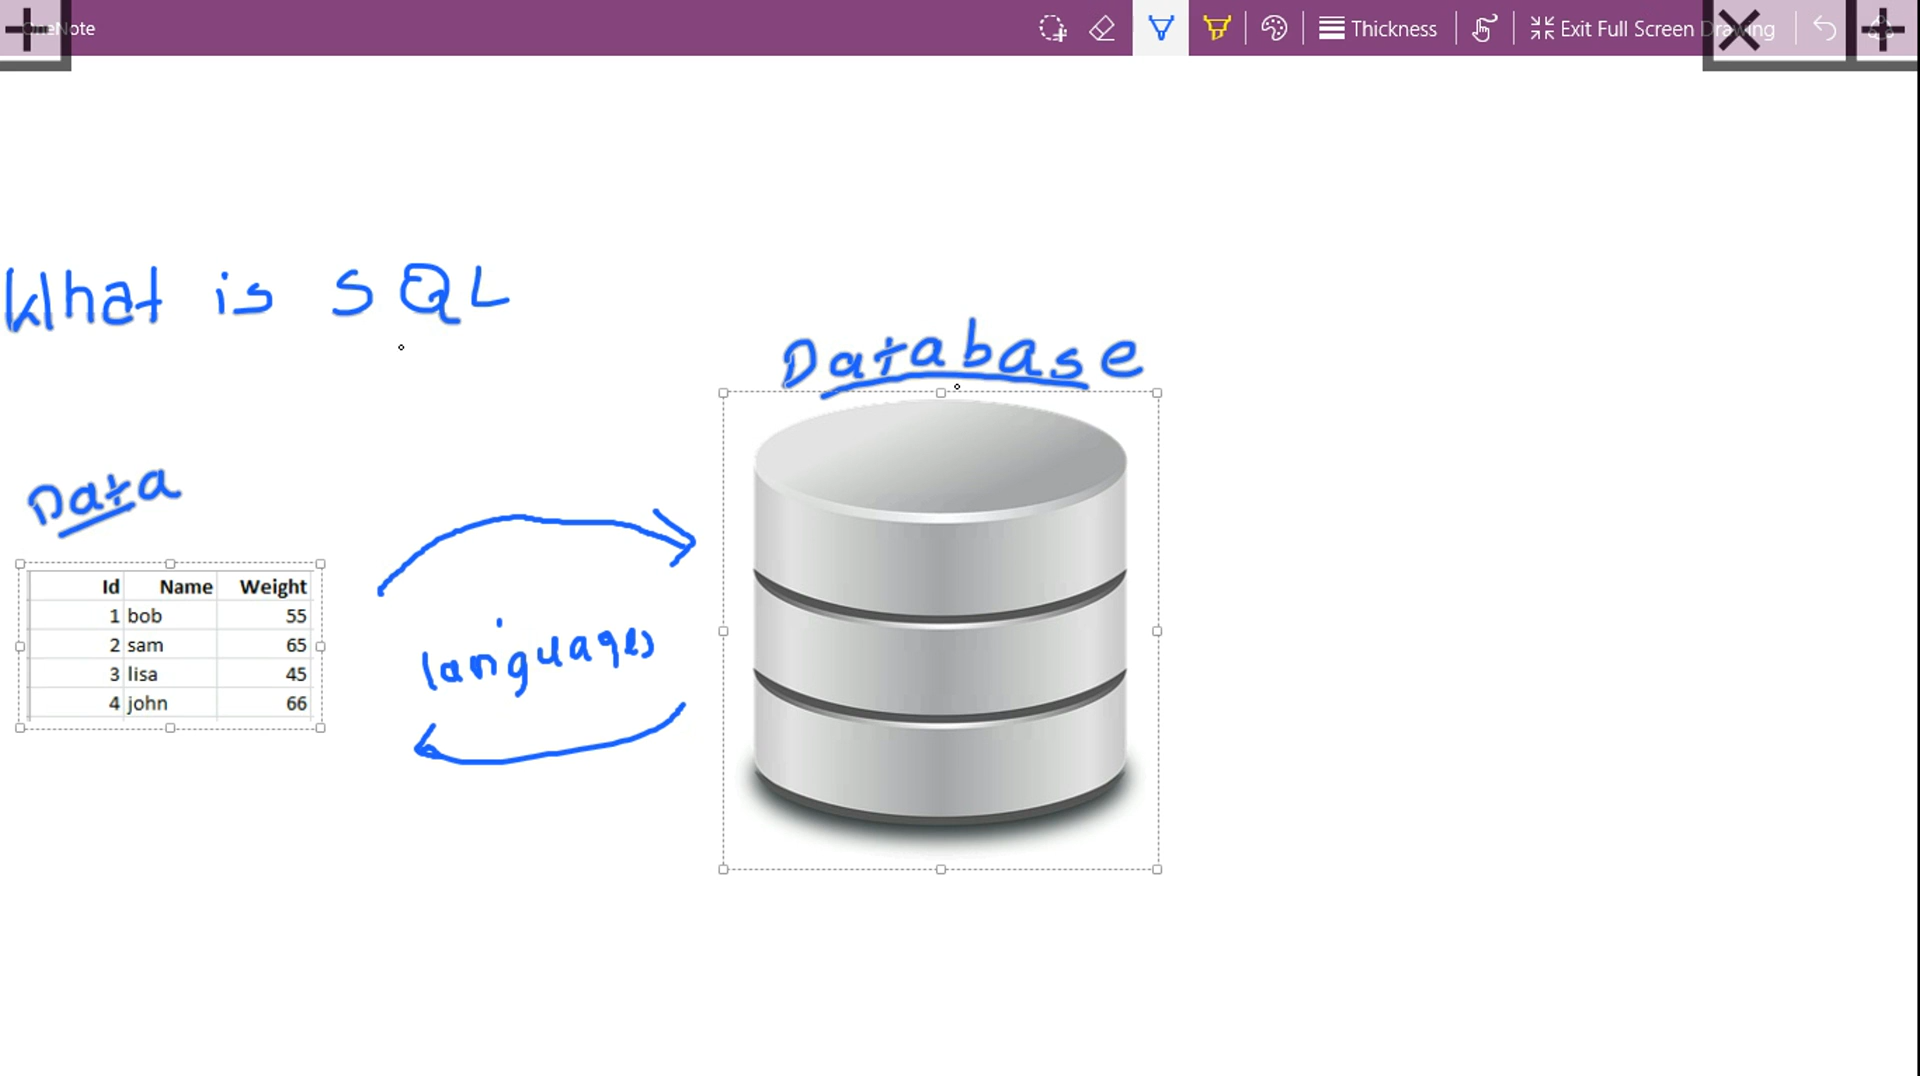 OneNote
Thickness
Exit Full Screen Drawing
What is SQL
Database
Data
Id Name Weight
1 bob 55
2 sam 65
3 lisa 45
4 john 66
languages